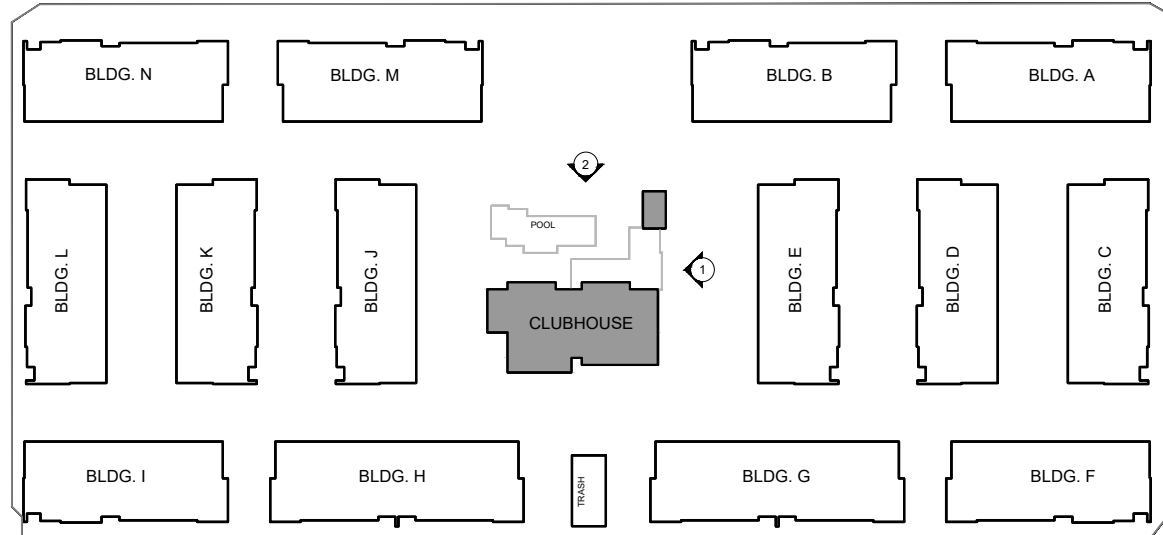 BLDG. N
BLDG. M
BLDG. B
BLDG. A
2
POOL
1
BLDG. L
BLDG. K
BLDG. J
CLUBHOUSE
BLDG. E
BLDG. D
BLDG. C
BLDG. I
BLDG. H
TRASH
BLDG. G
BLDG. F